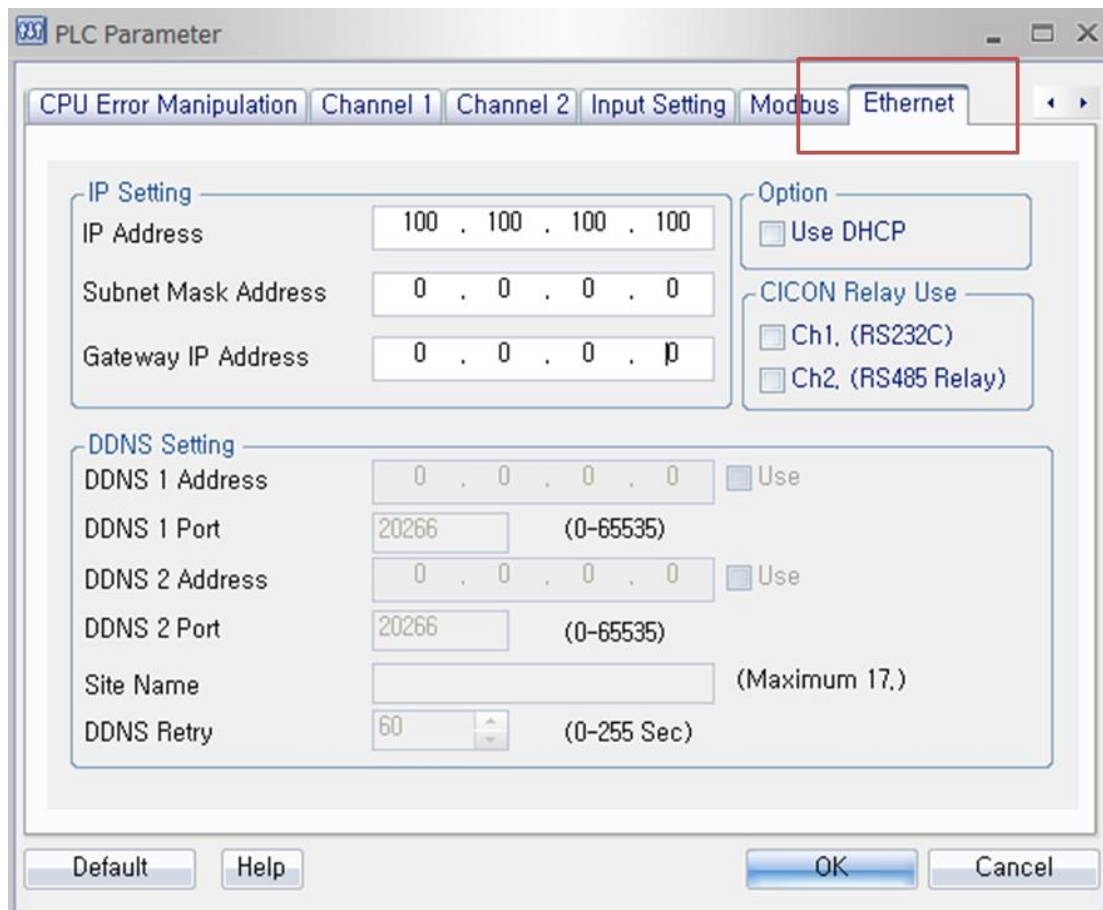 PLC Parameter
CPU Error Manipulation Channel 1 Channel 2 Input Setting Modbus Ethernet
IP Setting
IP Address 100 . 100 . 100 . 100
Subnet Mask Address 0 . 0 . 0 . 0
Gateway IP Address 0 . 0 . 0 . 0
Option
Use DHCP
CICON Relay Use
Ch1, (RS232C)
Ch2, (RS485 Relay)
DDNS Setting
DDNS 1 Address 0 . 0 . 0 . 0 Use
DDNS 1 Port 20266 (0-65535)
DDNS 2 Address 0 . 0 . 0 . 0 Use
DDNS 2 Port 20266 (0-65535)
Site Name (Maximum 17,)
DDNS Retry 60 (0-255 Sec)
Default Help OK Cancel